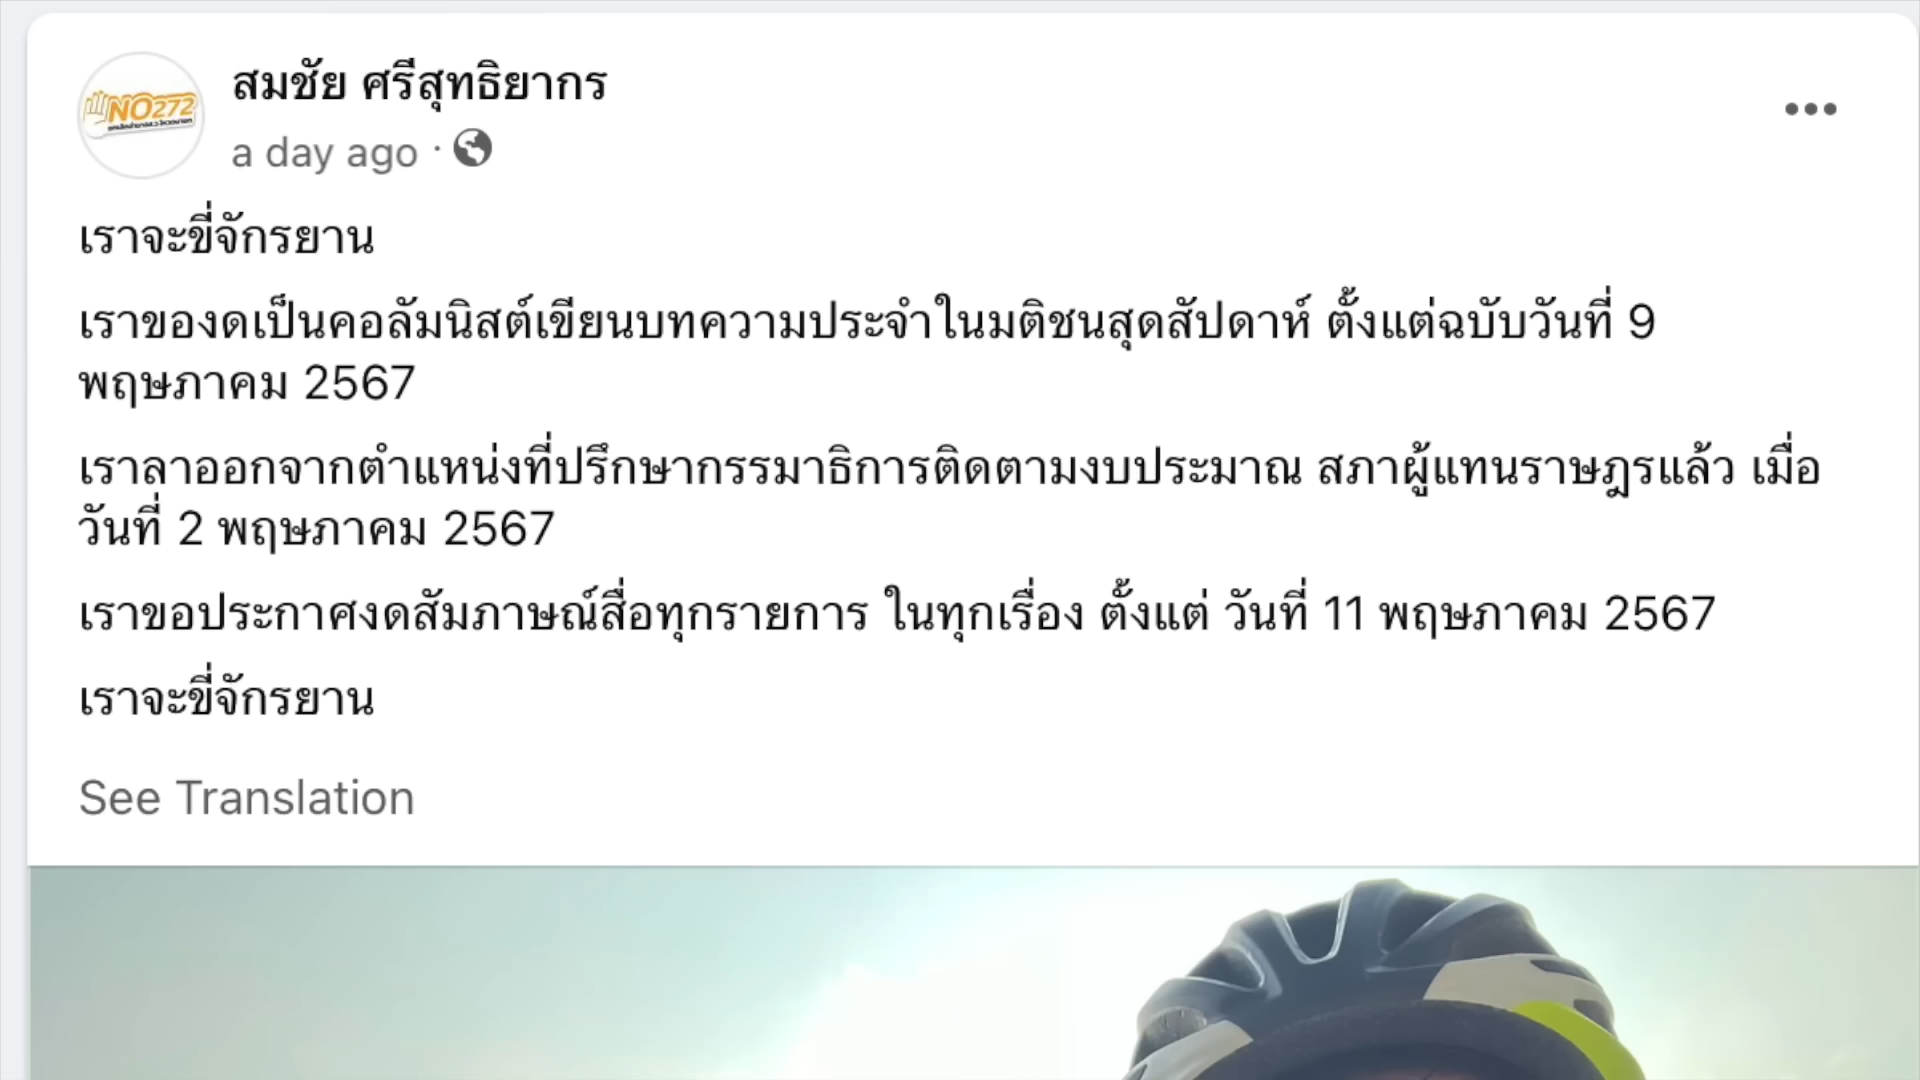 สมชัย ศรีสุทธิยากร
a day ago ·
NO272
เราจะขี่จักรยาน
เราของดเป็นคอลัมนิสต์เขียนบทความประจำในมติชนสุดสัปดาห์ ตั้งแต่ฉบับวันที่ 9
พฤษภาคม 2567
เราลาออกจากตำแหน่งที่ปรึกษากรรมาธิการติดตามงบประมาณ สภาผู้แทนราษฎรแล้ว เมื่อ
วันที่ 2 พฤษภาคม 2567
เราขอประกาศงดสัมภาษณ์สื่อทุกรายการ ในทุกเรื่อง ตั้งแต่ วันที่ 11 พฤษภาคม 2567
เราจะขี่จักรยาน
See Translation